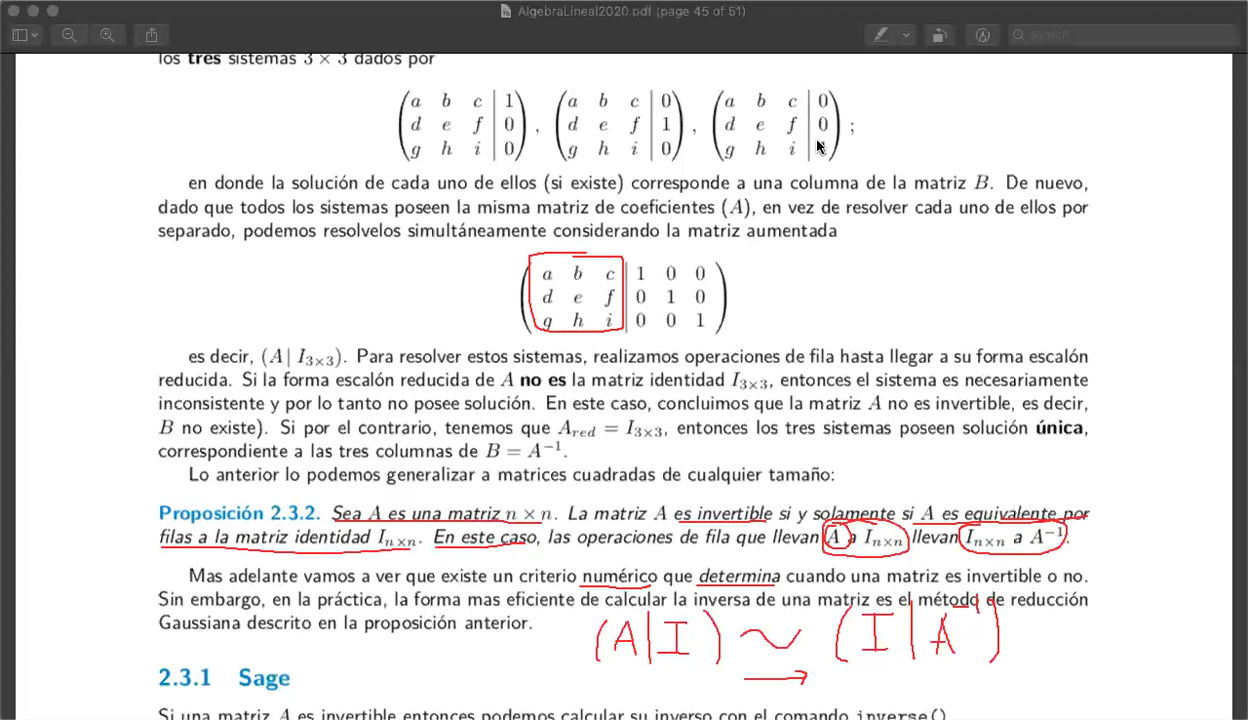 AlgebraLineal2020.pdf (page 45 of 51)
Search
los tres sistemas 3 × 3 dados por
a b c | 1
d e f | 0
g h i | 0
,
a b c | 0
d e f | 1
g h i | 0
,
a b c | 0
d e f | 0
g h i |
;
en donde la solución de cada uno de ellos (si existe) corresponde a una columna de la matriz B. De nuevo,
dado que todos los sistemas poseen la misma matriz de coeficientes (A), en vez de resolver cada uno de ellos por
separado, podemos resolvelos simultáneamente considerando la matriz aumentada
a b c | 1 0 0
d e f | 0 1 0
g h i | 0 0 1
es decir, (A | I₃ₓ₃). Para resolver estos sistemas, realizamos operaciones de fila hasta llegar a su forma escalón
reducida. Si la forma escalón reducida de A no es la matriz identidad I₃ₓ₃, entonces el sistema es necesariamente
inconsistente y por lo tanto no posee solución. En este caso, concluimos que la matriz A no es invertible, es decir,
B no existe). Si por el contrario, tenemos que A_red = I₃ₓ₃, entonces los tres sistemas poseen solución única,
correspondiente a las tres columnas de B = A⁻¹.
Lo anterior lo podemos generalizar a matrices cuadradas de cualquier tamaño:
Proposición 2.3.2. Sea A es una matriz n × n. La matriz A es invertible si y solamente si A es equivalente por
filas a la matriz identidad Iₙₓₙ. En este caso, las operaciones de fila que llevan A a Iₙₓₙ llevan Iₙₓₙ a A⁻¹.
Mas adelante vamos a ver que existe un criterio numérico que determina cuando una matriz es invertible o no.
Sin embargo, en la práctica, la forma mas eficiente de calcular la inversa de una matriz es el método de reducción
Gaussiana descrito en la proposición anterior.
(A|I) ~ (I|A⁻¹)
→
2.3.1 Sage
Si una matriz A es invertible entonces podemos calcular su inverso con el comando inverse()